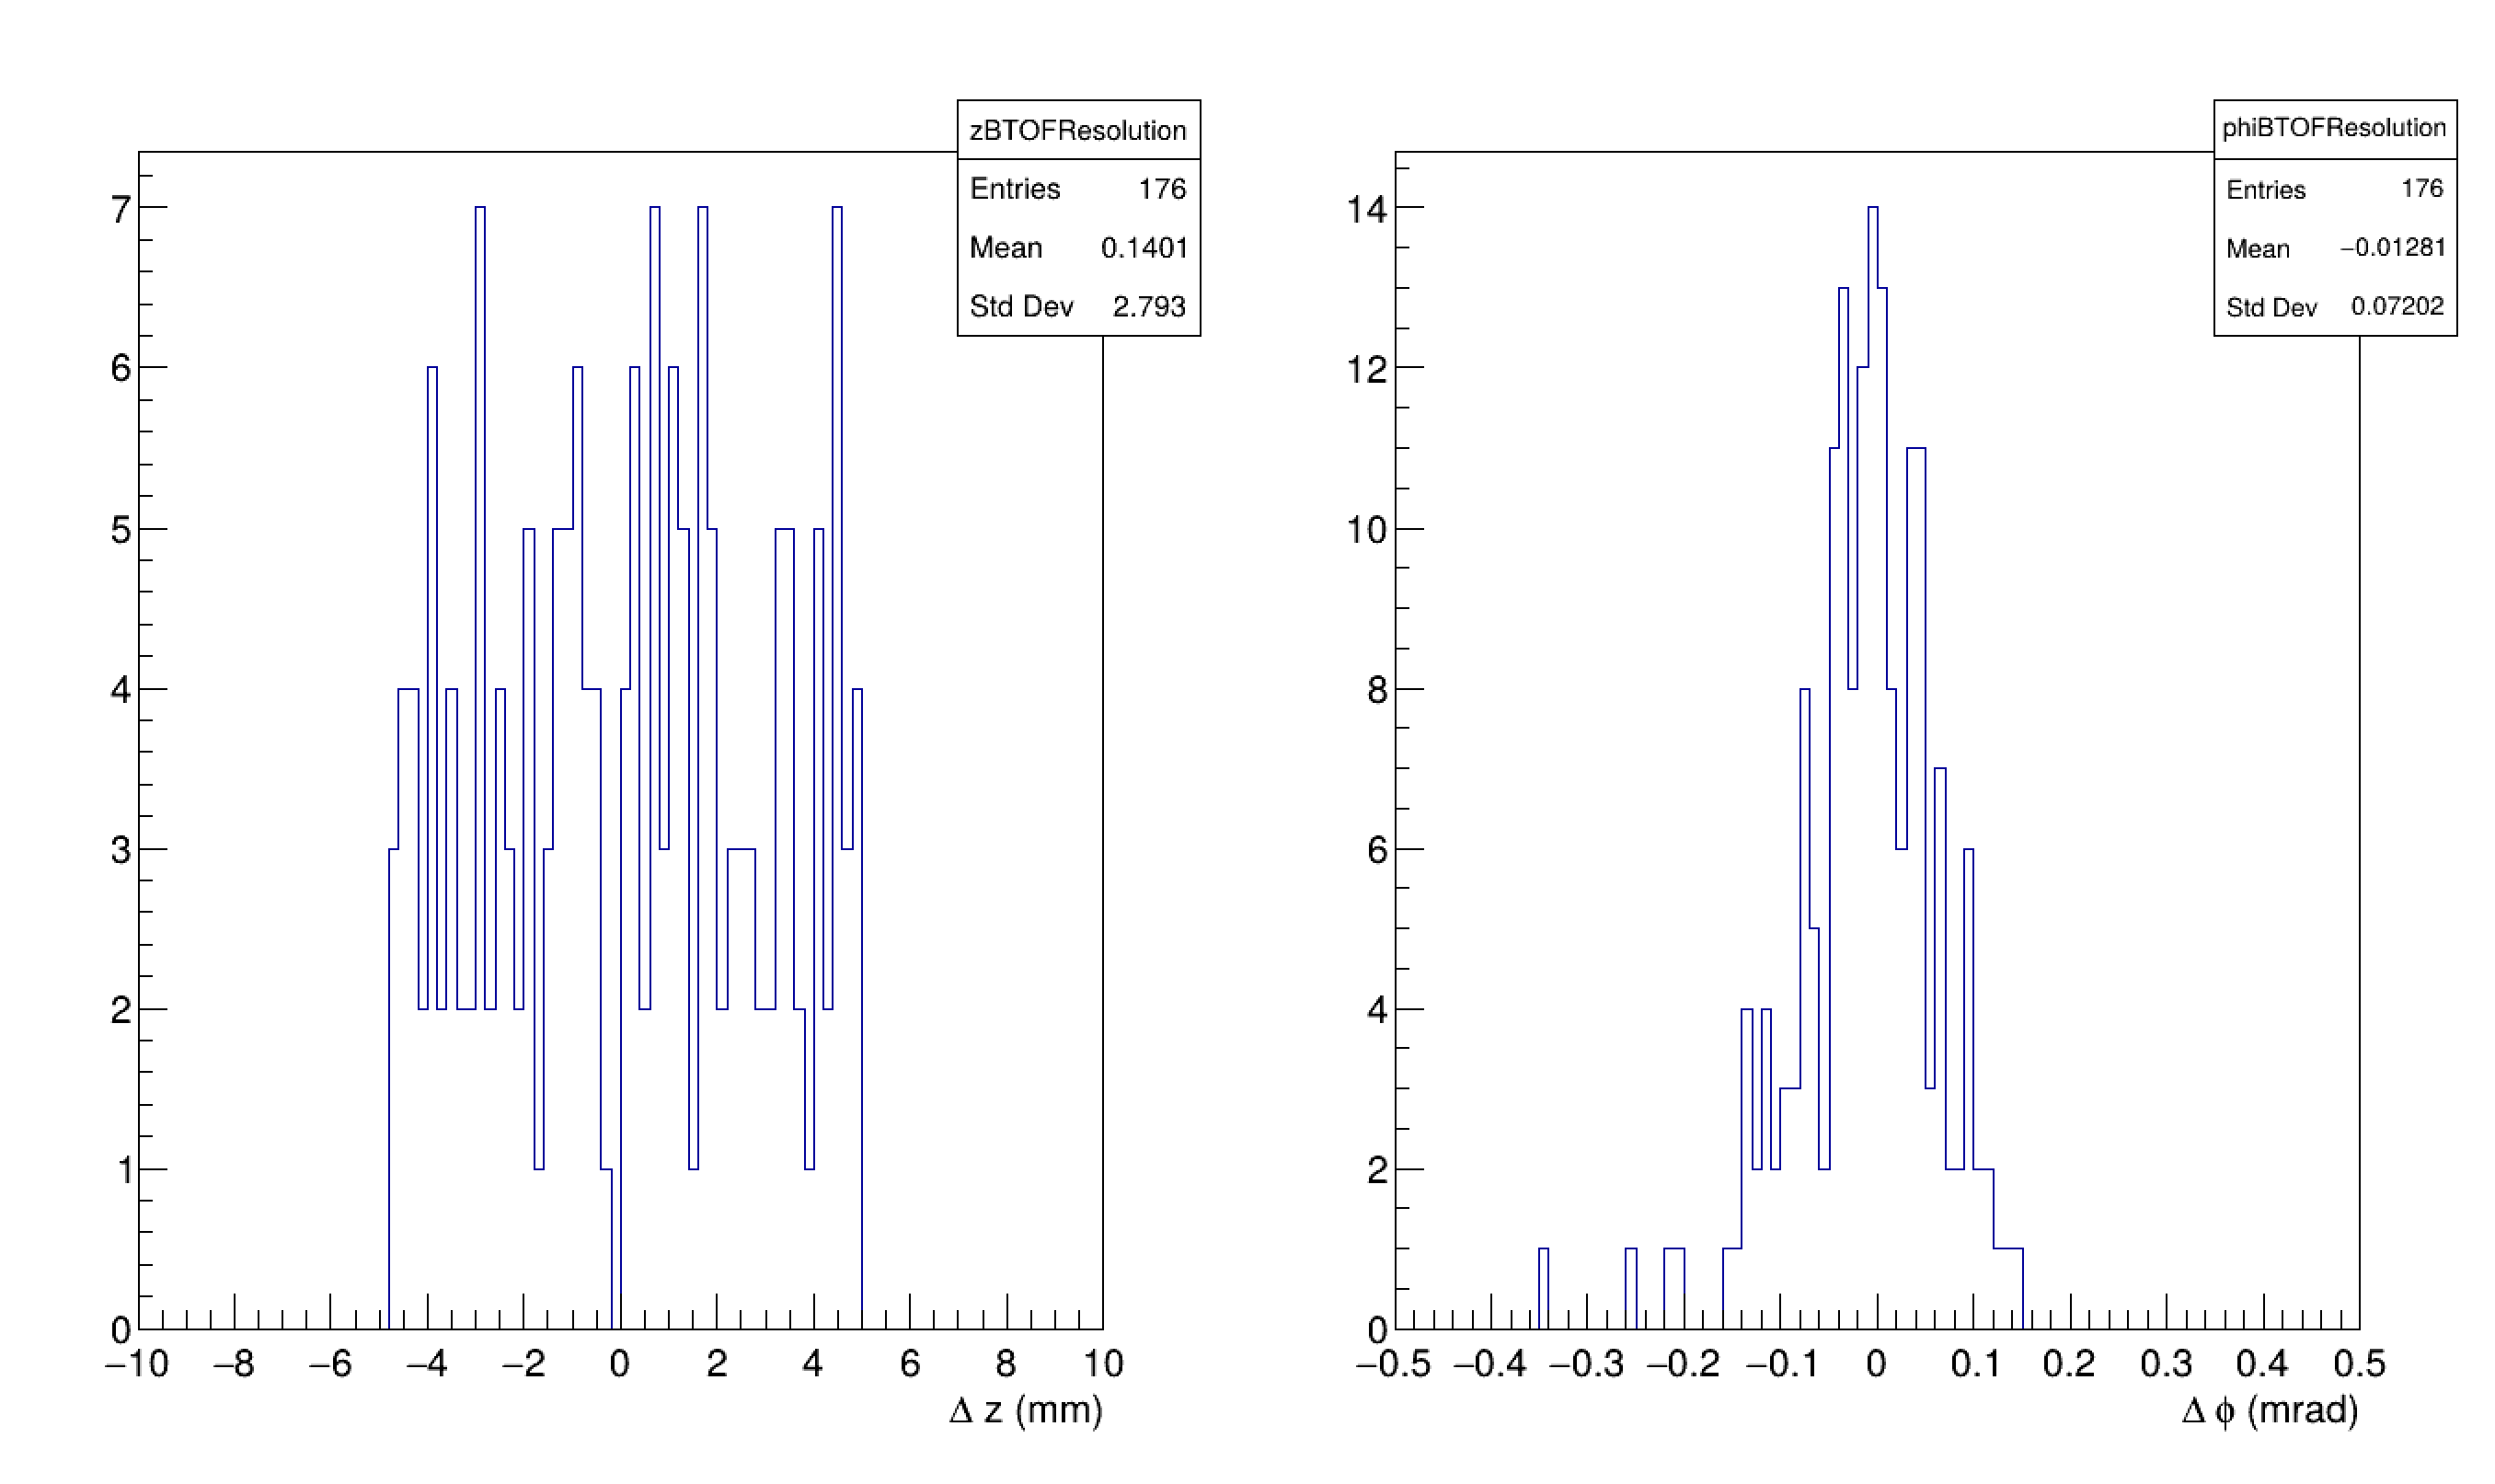 zBTOFResolution
Entries 176
Mean 0.1401
Std Dev 2.793
7
6
5
4
3
2
1
0
−10 −8 −6 −4 −2 0 2 4 6 8 10
Δ z (mm)
phiBTOFResolution
Entries 176
Mean −0.01281
Std Dev 0.07202
14
12
10
8
6
4
2
0
−0.5 −0.4 −0.3 −0.2 −0.1 0 0.1 0.2 0.3 0.4 0.5
Δ ϕ (mrad)